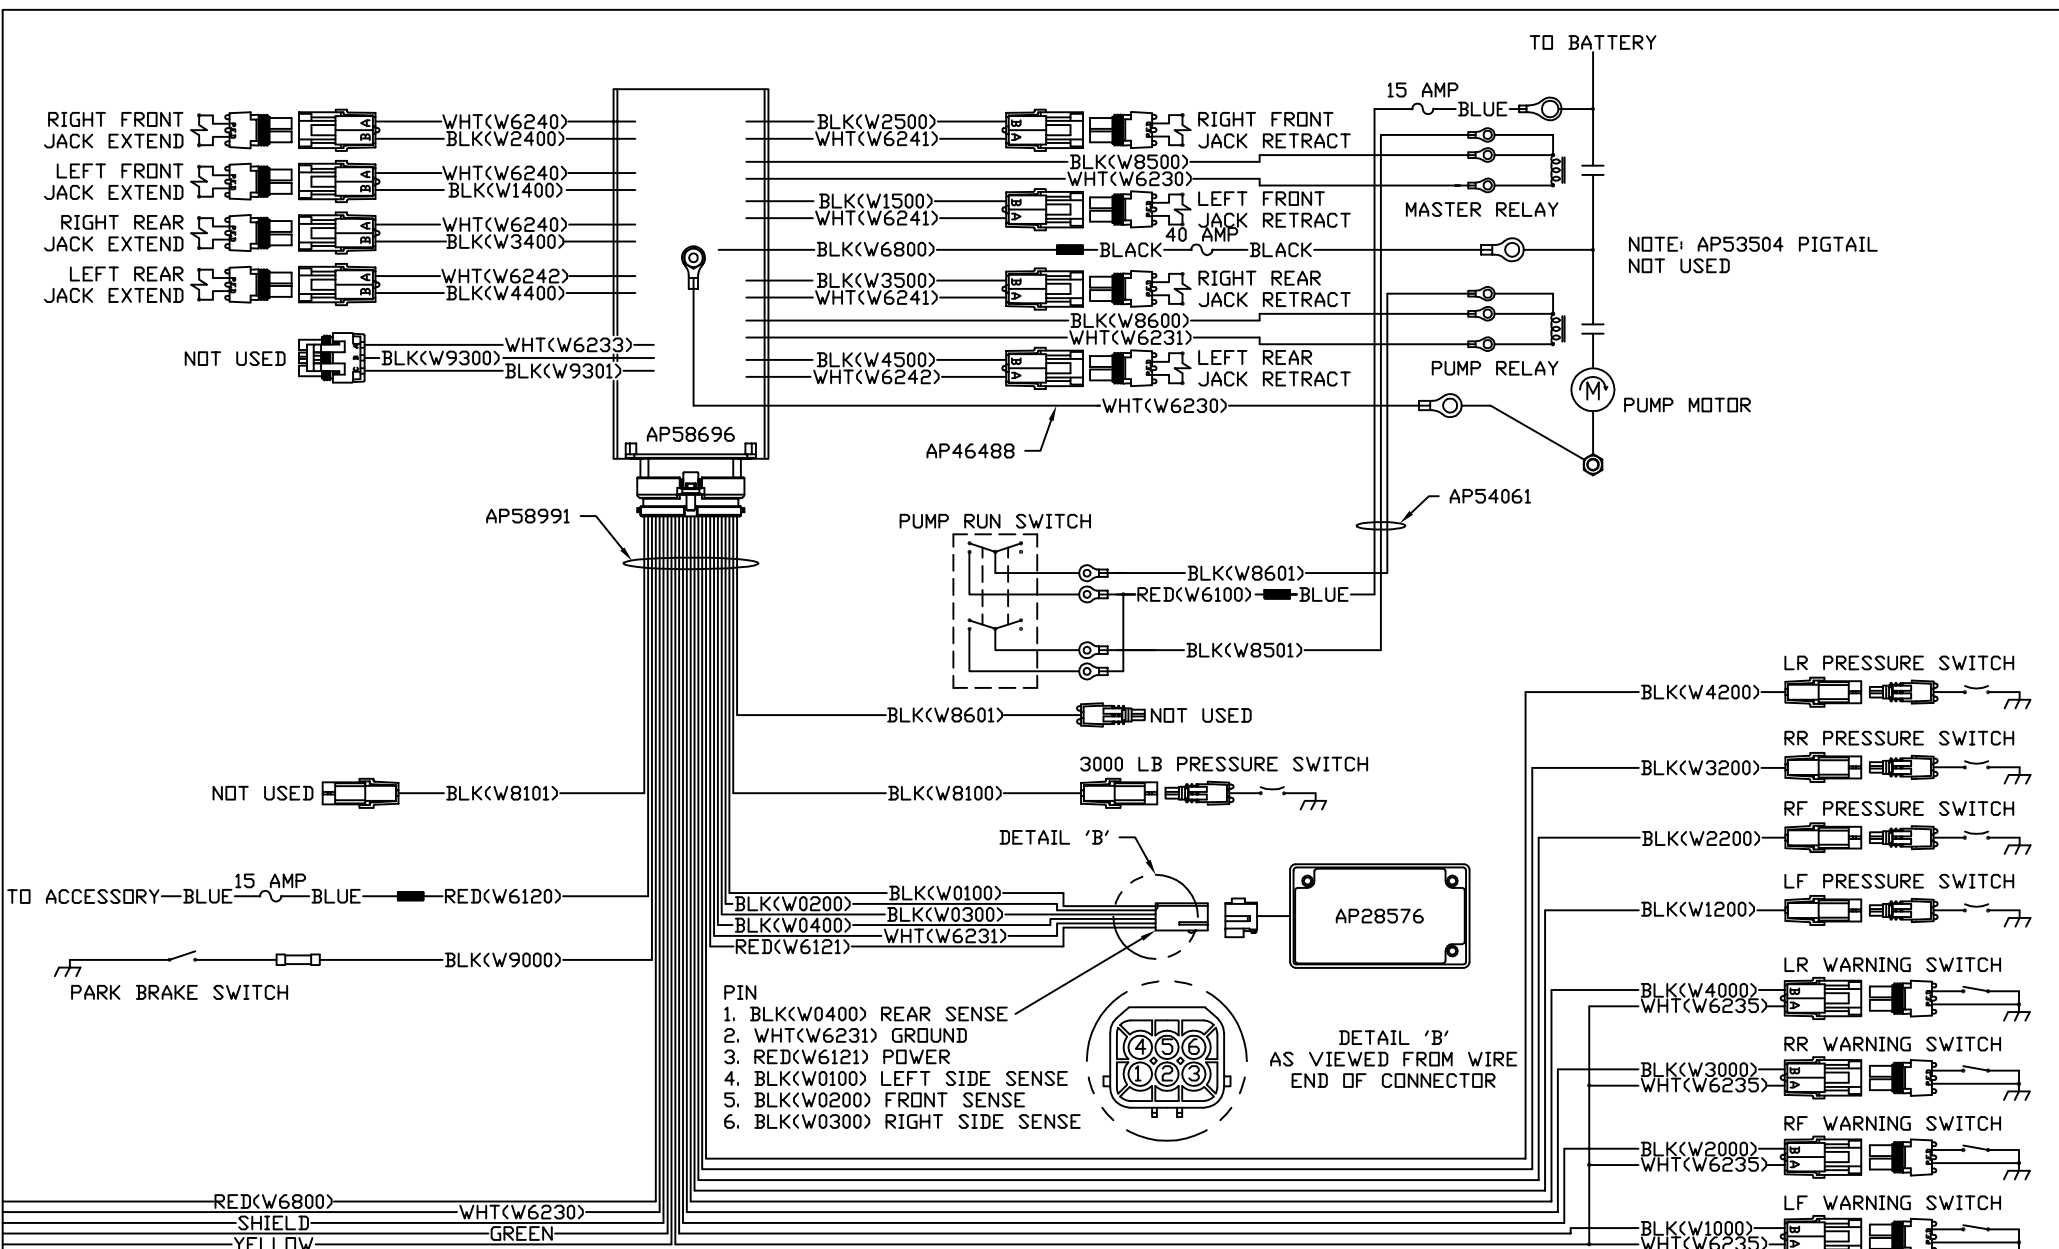 TO BATTERY
15 AMP
BLUE
RIGHT FRONT
JACK EXTEND
WHT(W6240)
BLK(W2400)
A
B
LEFT FRONT
JACK EXTEND
WHT(W6240)
BLK(W1400)
A
B
RIGHT REAR
JACK EXTEND
WHT(W6240)
BLK(W3400)
A
B
LEFT REAR
JACK EXTEND
WHT(W6242)
BLK(W4400)
A
B
NOT USED
WHT(W6233)
BLK(W9300)
BLK(W9301)
BLK(W2500)
WHT(W6241)
B
A
RIGHT FRONT
JACK RETRACT
BLK(W8500)
WHT(W6230)
MASTER RELAY
BLK(W1500)
WHT(W6241)
B
A
LEFT FRONT
JACK RETRACT
40 AMP
BLK(W6800)
BLACK
BLACK
NOTE: AP53504 PIGTAIL
NOT USED
BLK(W3500)
WHT(W6241)
B
A
RIGHT REAR
JACK RETRACT
BLK(W8600)
WHT(W6231)
PUMP RELAY
BLK(W4500)
WHT(W6242)
B
A
LEFT REAR
JACK RETRACT
M
PUMP MOTOR
WHT(W6230)
AP58696
AP46488
AP58991
AP54061
PUMP RUN SWITCH
BLK(W8601)
RED(W6100)
BLUE
BLK(W8501)
BLK(W8601)
NOT USED
NOT USED
BLK(W8101)
3000 LB PRESSURE SWITCH
BLK(W8100)
DETAIL 'B'
TO ACCESSORY
BLUE
15 AMP
BLUE
RED(W6120)
BLK(W0100)
BLK(W0200)
BLK(W0300)
BLK(W0400)
WHT(W6231)
RED(W6121)
AP28576
BLK(W9000)
PARK BRAKE SWITCH
PIN
1. BLK(W0400) REAR SENSE
2. WHT(W6231) GROUND
3. RED(W6121) POWER
4. BLK(W0100) LEFT SIDE SENSE
5. BLK(W0200) FRONT SENSE
6. BLK(W0300) RIGHT SIDE SENSE
4 5 6
1 2 3
DETAIL 'B'
AS VIEWED FROM WIRE
END OF CONNECTOR
LR PRESSURE SWITCH
BLK(W4200)
RR PRESSURE SWITCH
BLK(W3200)
RF PRESSURE SWITCH
BLK(W2200)
LF PRESSURE SWITCH
BLK(W1200)
LR WARNING SWITCH
BLK(W4000)
WHT(W6235)
B
A
RR WARNING SWITCH
BLK(W3000)
WHT(W6235)
B
A
RF WARNING SWITCH
BLK(W2000)
WHT(W6235)
B
A
LF WARNING SWITCH
BLK(W1000)
WHT(W6235)
B
A
RED(W6800)
WHT(W6230)
SHIELD
GREEN
YELLOW